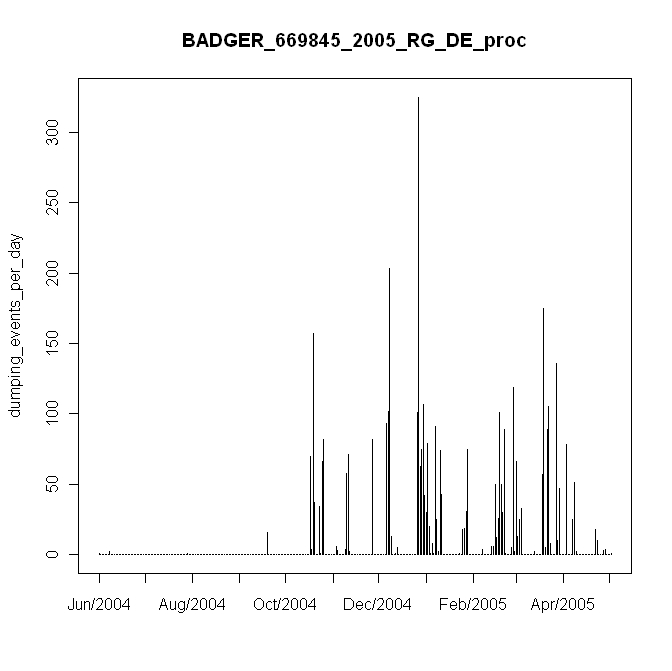 BADGER_669845_2005_RG_DE_proc
dumping_events_per_day
300
250
200
150
100
50
0
Jun/2004 Aug/2004 Oct/2004 Dec/2004 Feb/2005 Apr/2005